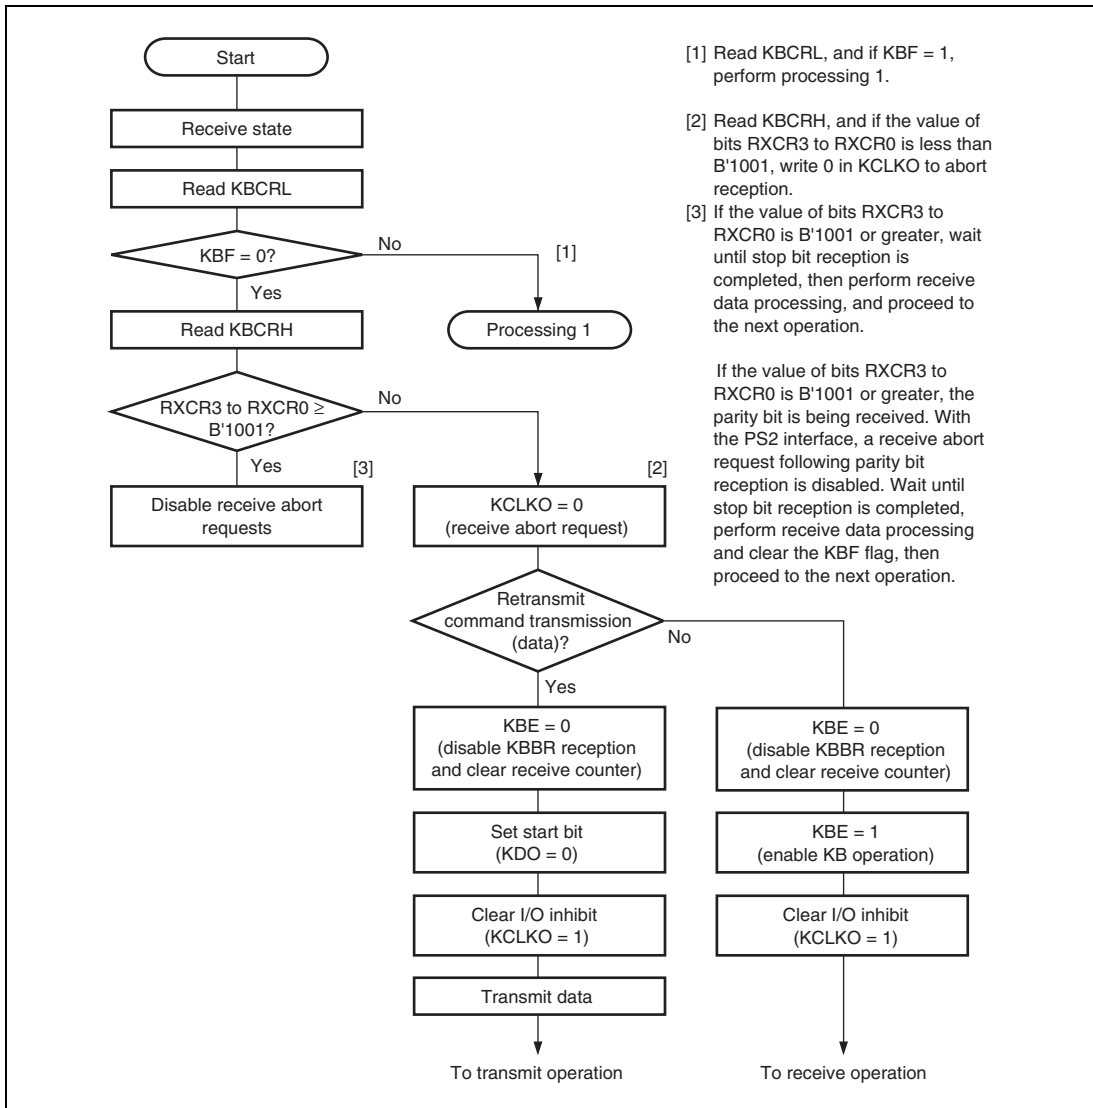 Start
Receive state
Read KBCRL
KBF = 0?
No
[1]
Yes
Read KBCRH
Processing 1
RXCR3 to RXCR0 ≥
B'1001?
No
Yes
[3]
[2]
Disable receive abort
requests
KCLKO = 0
(receive abort request)
Retransmit
command transmission
(data)?
No
Yes
KBE = 0
(disable KBBR reception
and clear receive counter)
KBE = 0
(disable KBBR reception
and clear receive counter)
Set start bit
(KDO = 0)
KBE = 1
(enable KB operation)
Clear I/O inhibit
(KCLKO = 1)
Clear I/O inhibit
(KCLKO = 1)
Transmit data
To transmit operation
To receive operation
[1] Read KBCRL, and if KBF = 1,
perform processing 1.
[2] Read KBCRH, and if the value of
bits RXCR3 to RXCR0 is less than
B'1001, write 0 in KCLKO to abort
reception.
[3] If the value of bits RXCR3 to
RXCR0 is B'1001 or greater, wait
until stop bit reception is
completed, then perform receive
data processing, and proceed to
the next operation.
If the value of bits RXCR3 to
RXCR0 is B'1001 or greater, the
parity bit is being received. With
the PS2 interface, a receive abort
request following parity bit
reception is disabled. Wait until
stop bit reception is completed,
perform receive data processing
and clear the KBF flag, then
proceed to the next operation.